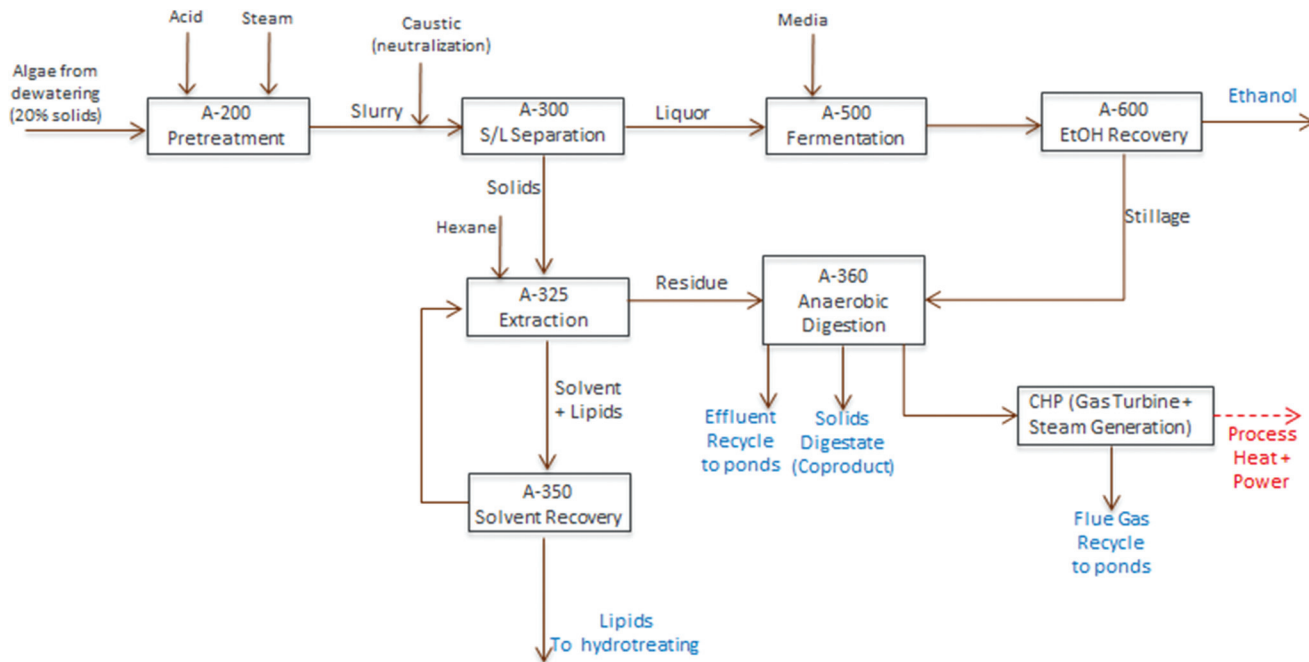 Acid
Steam
Caustic
(neutralization)
Media
Algae from
dewatering
(20% solids)
A-200
Pretreatment
Slurry
A-300
S/L Separation
Liquor
A-500
Fermentation
A-600
EtOH Recovery
Ethanol
Solids
Hexane
Stillage
A-325
Extraction
Residue
A-360
Anaerobic
Digestion
Solvent
+ Lipids
Effluent
Recycle
to ponds
Solids
Digestate
(Coproduct)
CHP (Gas Turbine +
Steam Generation)
Process
Heat +
Power
A-350
Solvent Recovery
Flue Gas
Recycle
to ponds
Lipids
To hydrotreating